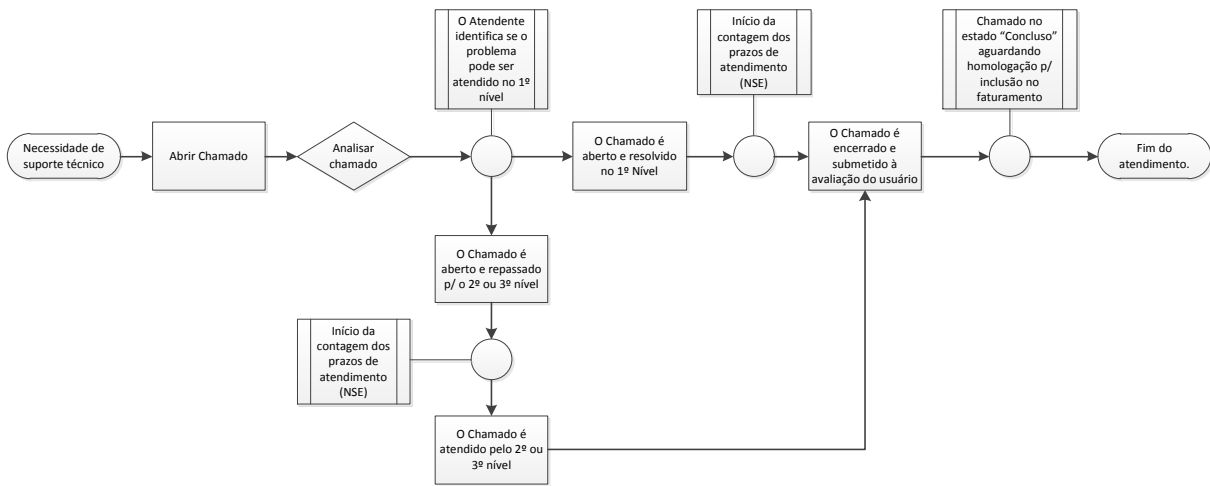 Necessidade de
suporte técnico
Abrir Chamado
Analisar
chamado
O Atendente
identifica se o
problema
pode ser
atendido no 1º
nível
O Chamado é
aberto e resolvido
no 1º Nível
Início da
contagem dos
prazos de
atendimento
(NSE)
O Chamado é
encerrado e
submetido à
avaliação do usuário
Chamado no
estado “Concluso”
aguardando
homologação p/
inclusão no
faturamento
Fim do
atendimento.
O Chamado é
aberto e repassado
p/ o 2º ou 3º nível
Início da
contagem dos
prazos de
atendimento
(NSE)
O Chamado é
atendido pelo 2º ou
3º nível